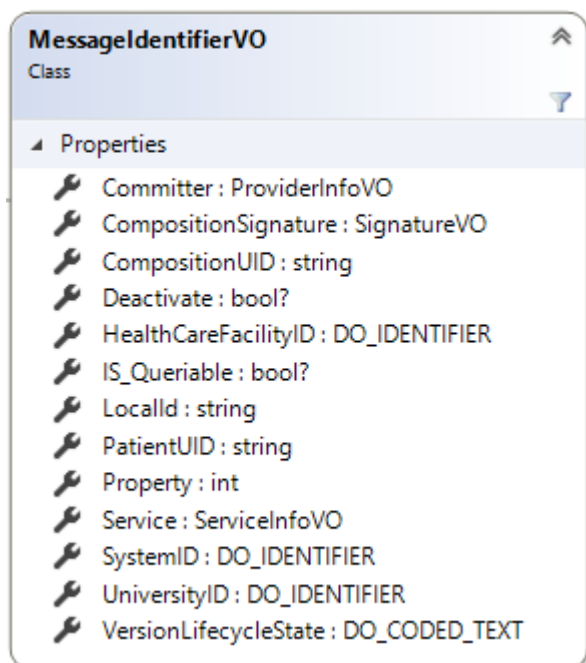 MessageIdentifierVO
Class
Properties
Committer : ProviderInfoVO
CompositionSignature : SignatureVO
CompositionUID : string
Deactivate : bool?
HealthCareFacilityID : DO_IDENTIFIER
IS_Queriable : bool?
LocalId : string
PatientUID : string
Property : int
Service : ServiceInfoVO
SystemID : DO_IDENTIFIER
UniversityID : DO_IDENTIFIER
VersionLifecycleState : DO_CODED_TEXT